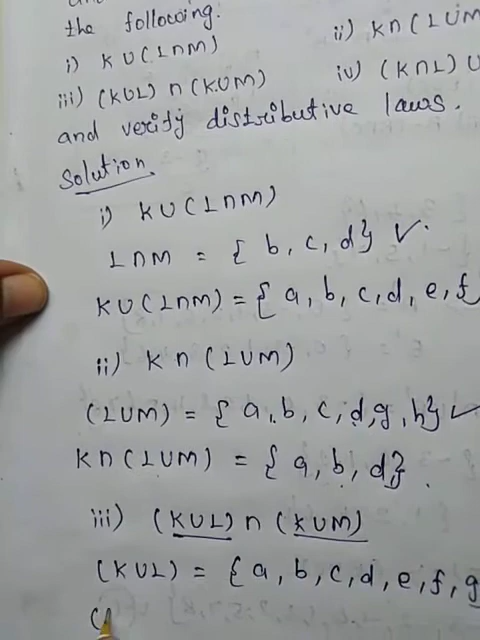 the following.
i) K∪(L∩M) ii) K∩(L∪M
iii) (K∪L)∩(K∪M) iv) (K∩L)∪
and verify distributive laws.
Solution.
i) K∪(L∩M)
L∩M = {b, c, d} ✓.
K∪(L∩M) = {a, b, c, d, e, f
ii) K∩(L∪M)
(L∪M) = {a, b, c, d, g, h} ✓
K∩(L∪M) = {a, b, d}.
iii) (K∪L)∩(K∪M)
(K∪L) = {a, b, c, d, e, f, g
(